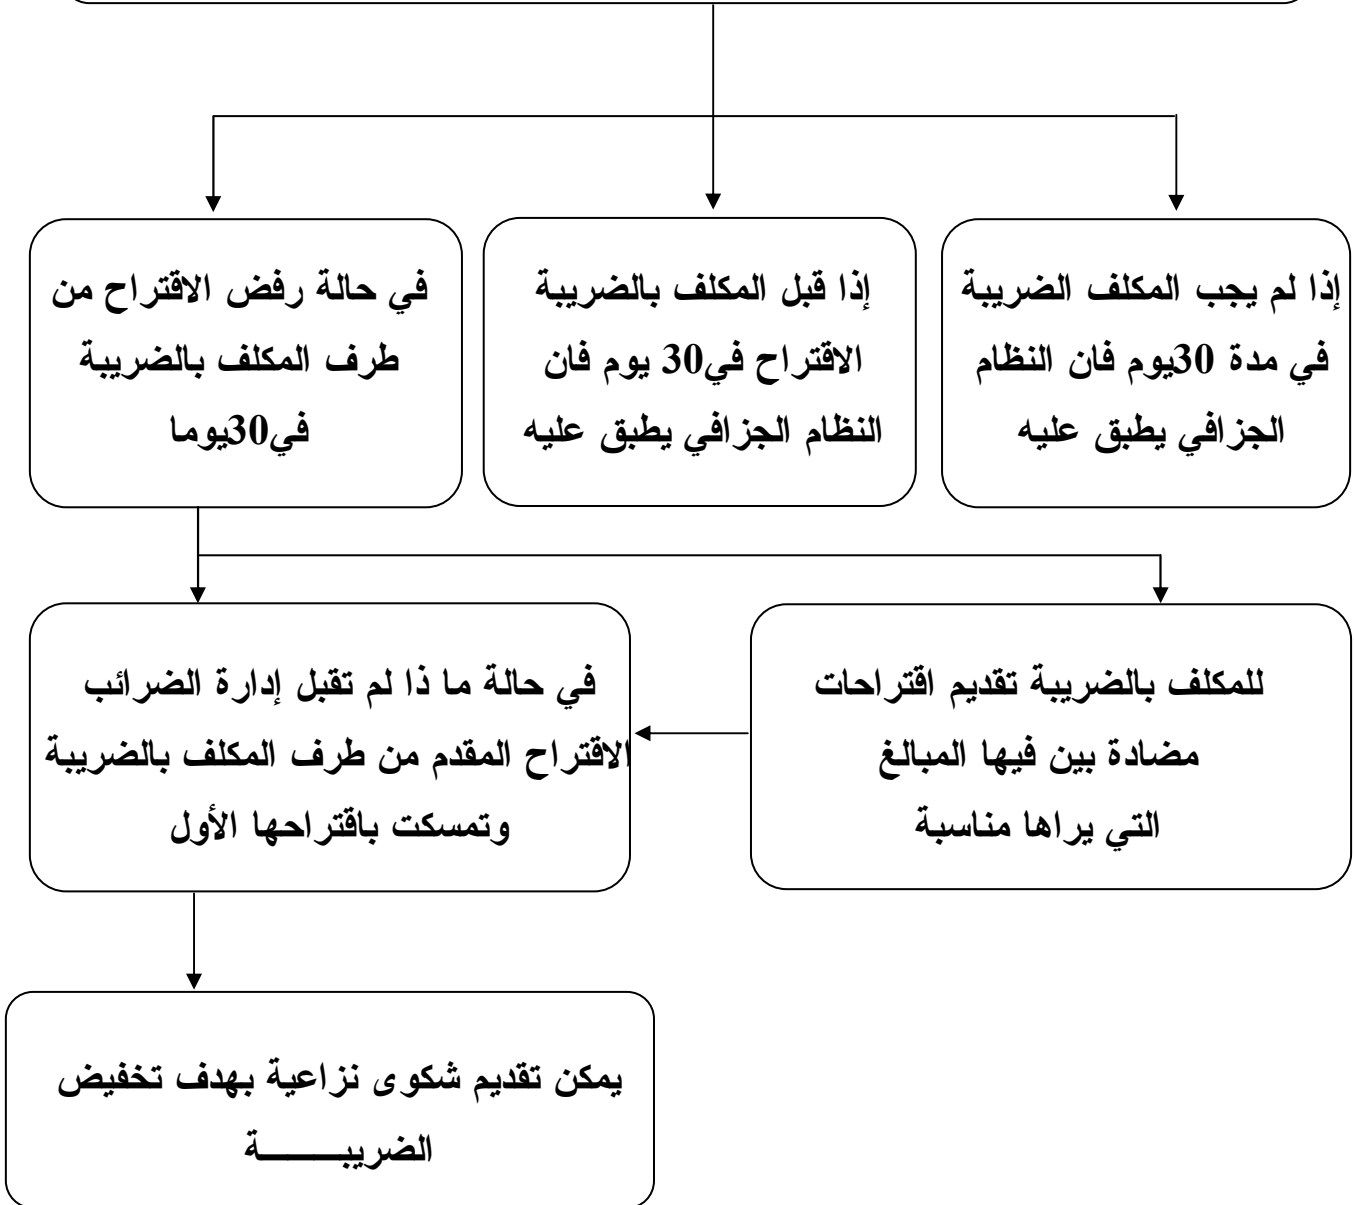 إذا لم يجب المكلف الضريبة
في مدة 30يوم فان النظام
الجزافي يطبق عليه
إذا قبل المكلف بالضريبة
الاقتراح في30 يوم فان
النظام الجزافي يطبق عليه
في حالة رفض الاقتراح من
طرف المكلف بالضريبة
في30يوما
للمكلف بالضريبة تقديم اقتراحات
مضادة بين فيها المبالغ
التي يراها مناسبة
في حالة ما ذا لم تقبل إدارة الضرائب
الاقتراح المقدم من طرف المكلف بالضريبة
وتمسكت باقتراحها الأول
يمكن تقديم شكوى نزاعية بهدف تخفيض
الضريبـــــــة